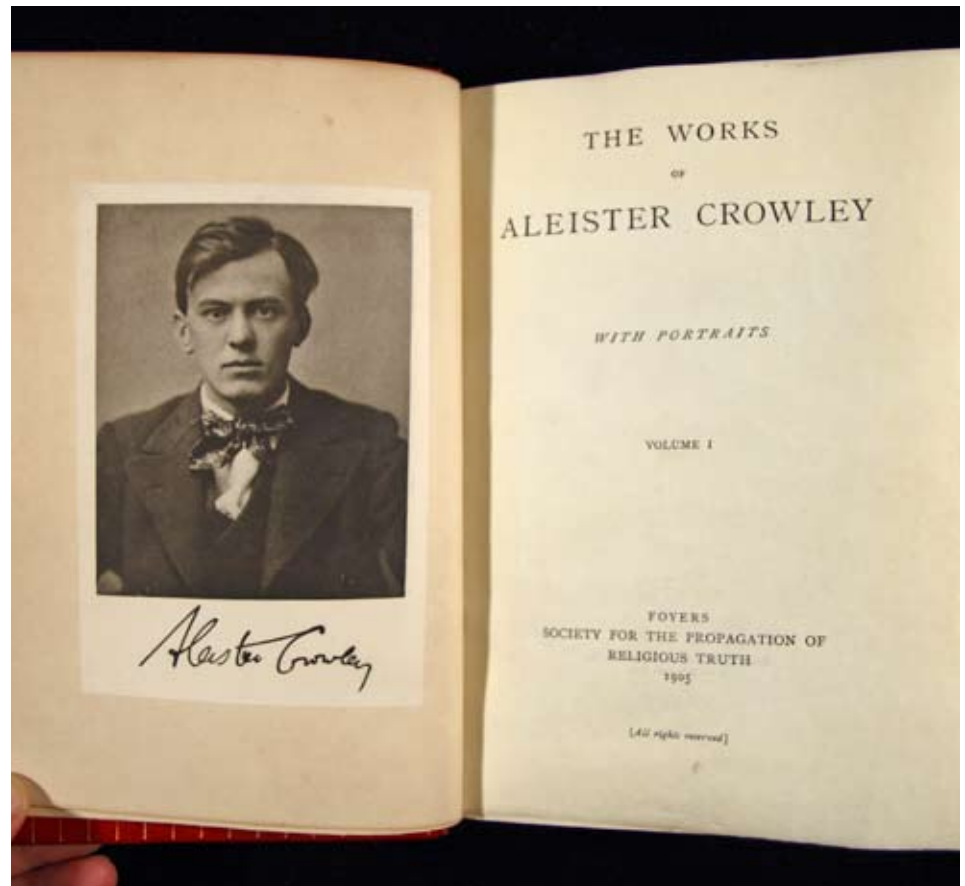 Aleister Crowley
THE WORKS
OF
ALEISTER CROWLEY
WITH PORTRAITS
VOLUME I
FOYERS
SOCIETY FOR THE PROPAGATION OF
RELIGIOUS TRUTH
1905
[All rights reserved]